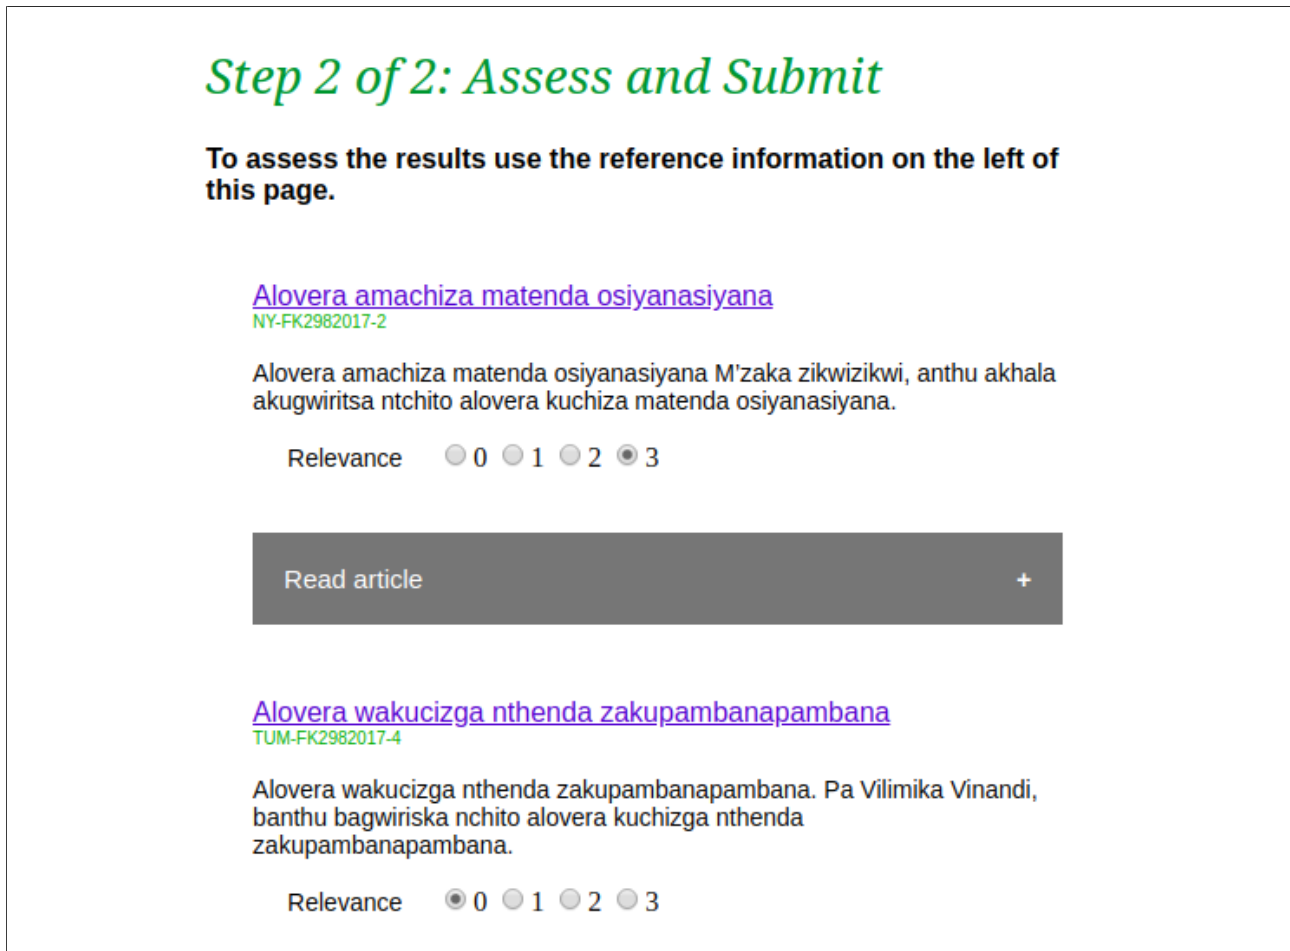 Step 2 of 2: Assess and Submit
To assess the results use the reference information on the left of
this page.
Alovera amachiza matenda osiyanasiyana
NY-FK2982017-2
Alovera amachiza matenda osiyanasiyana M’zaka zikwizikwi, anthu akhala
akugwiritsa ntchito alovera kuchiza matenda osiyanasiyana.
Relevance 0 1 2 3
Read article +
Alovera wakucizga nthenda zakupambanapambana
TUM-FK2982017-4
Alovera wakucizga nthenda zakupambanapambana. Pa Vilimika Vinandi,
banthu bagwiriska nchito alovera kuchizga nthenda
zakupambanapambana.
Relevance 0 1 2 3